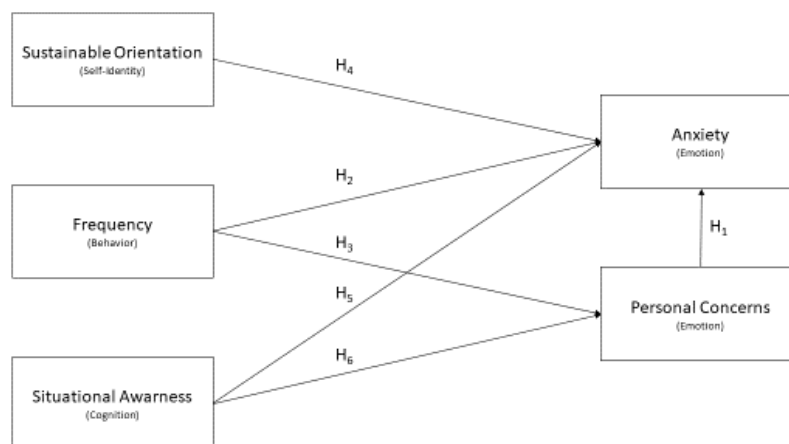 Sustainable Orientation
(Self-Identity)
H4
Anxiety
(Emotion)
H2
Frequency
(Behavior)
H1
H3
H5
Personal Concerns
(Emotion)
H6
Situational Awarness
(Cognition)